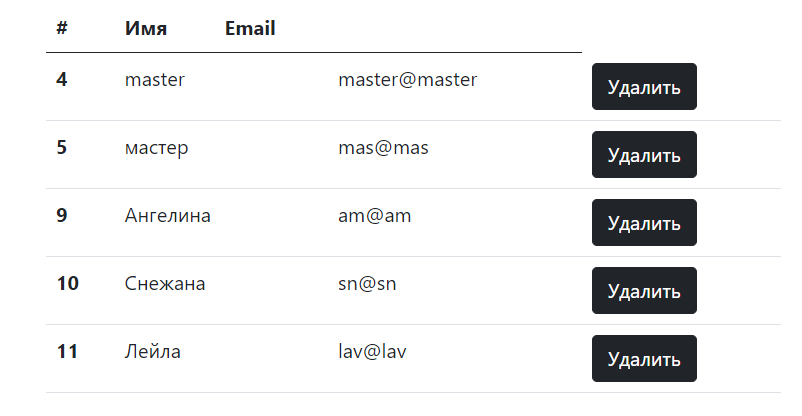 # Имя Email
4 master master@master Удалить
5 мастер mas@mas Удалить
9 Ангелина am@am Удалить
10 Снежана sn@sn Удалить
11 Лейла lav@lav Удалить